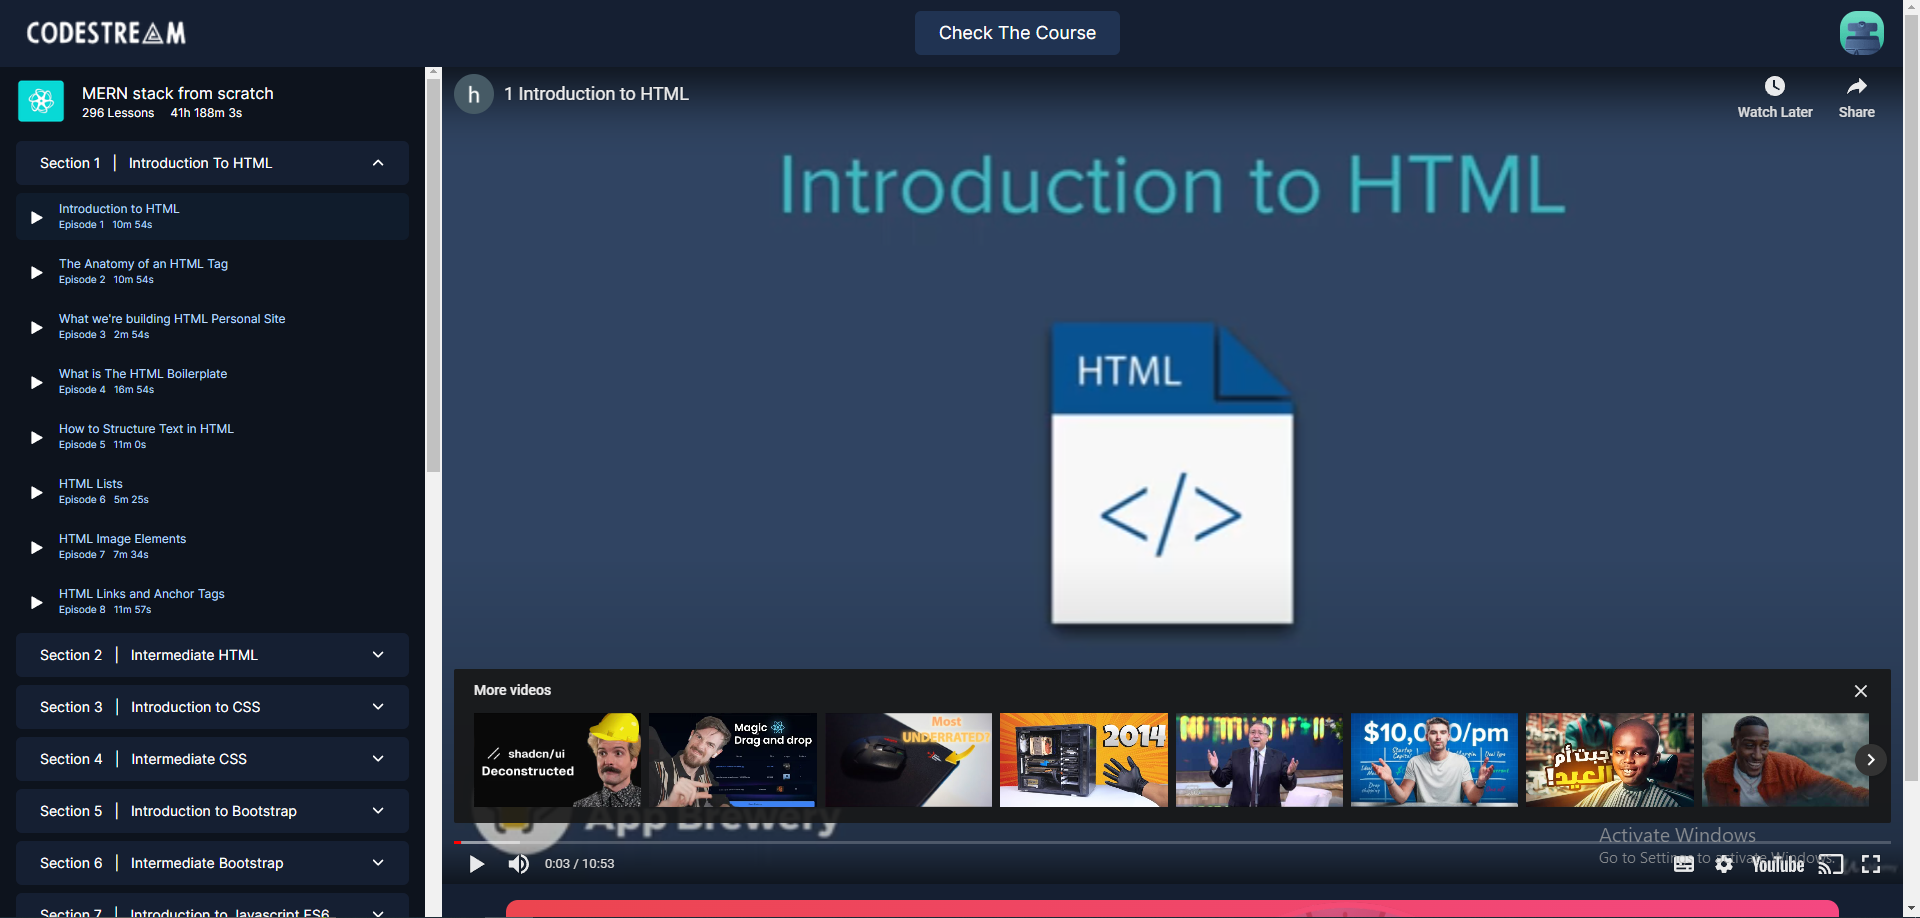 CODESTREAM
Check The Course
MERN stack from scratch
296 Lessons 41h 188m 3s
Section 1 | Introduction To HTML
Introduction to HTML
Episode 1 10m 54s
The Anatomy of an HTML Tag
Episode 2 10m 54s
What we're building HTML Personal Site
Episode 3 2m 54s
What is The HTML Boilerplate
Episode 4 16m 54s
How to Structure Text in HTML
Episode 5 11m 0s
HTML Lists
Episode 6 5m 25s
HTML Image Elements
Episode 7 7m 34s
HTML Links and Anchor Tags
Episode 8 11m 57s
Section 2 | Intermediate HTML
Section 3 | Introduction to CSS
Section 4 | Intermediate CSS
Section 5 | Introduction to Bootstrap
Section 6 | Intermediate Bootstrap
Section 7 | Introduction to Javascript ES6
h
1 Introduction to HTML
Watch Later
Share
Introduction to HTML
HTML
</>
More videos
shadcn/ui
Deconstructed
Magic
Drag and drop
Most
UNDERRATED?
2014
$10,000/pm
جبت أم
العيد!
App Brewery
0:03 / 10:53
Activate Windows
Go to Settings to activate Windows.
YouTube